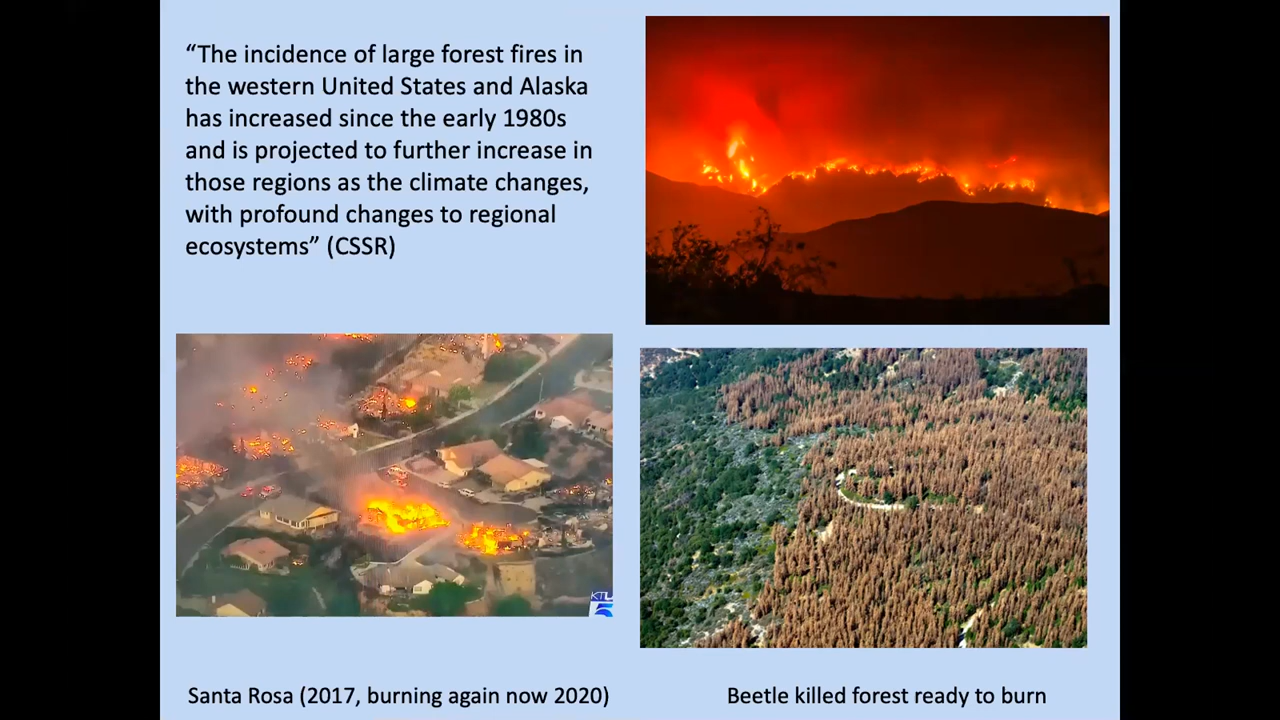 “The incidence of large forest fires in
the western United States and Alaska
has increased since the early 1980s
and is projected to further increase in
those regions as the climate changes,
with profound changes to regional
ecosystems” (CSSR)
5
Santa Rosa (2017, burning again now 2020)
Beetle killed forest ready to burn